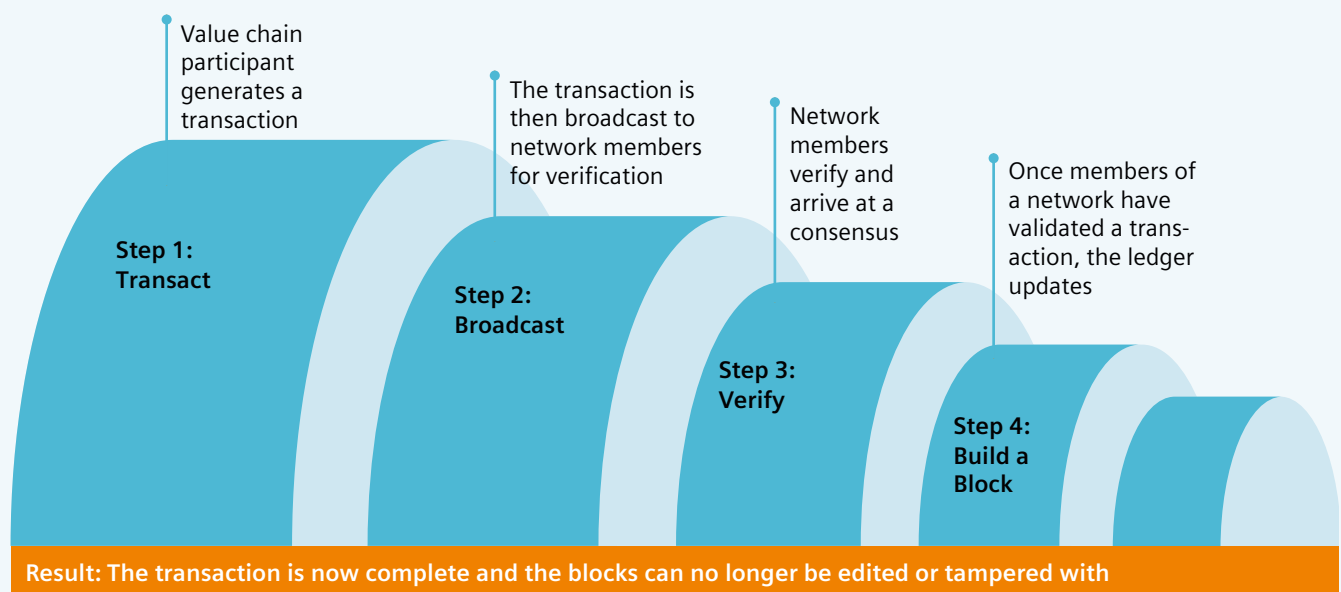 Value chain
participant
generates a
transaction
The transaction is
then broadcast to
network members
for verification
Network
members
verify and
arrive at a
consensus
Once members of
a network have
validated a trans-
action, the ledger
updates
Step 1:
Transact
Step 2:
Broadcast
Step 3:
Verify
Step 4:
Build a
Block
Result: The transaction is now complete and the blocks can no longer be edited or tampered with